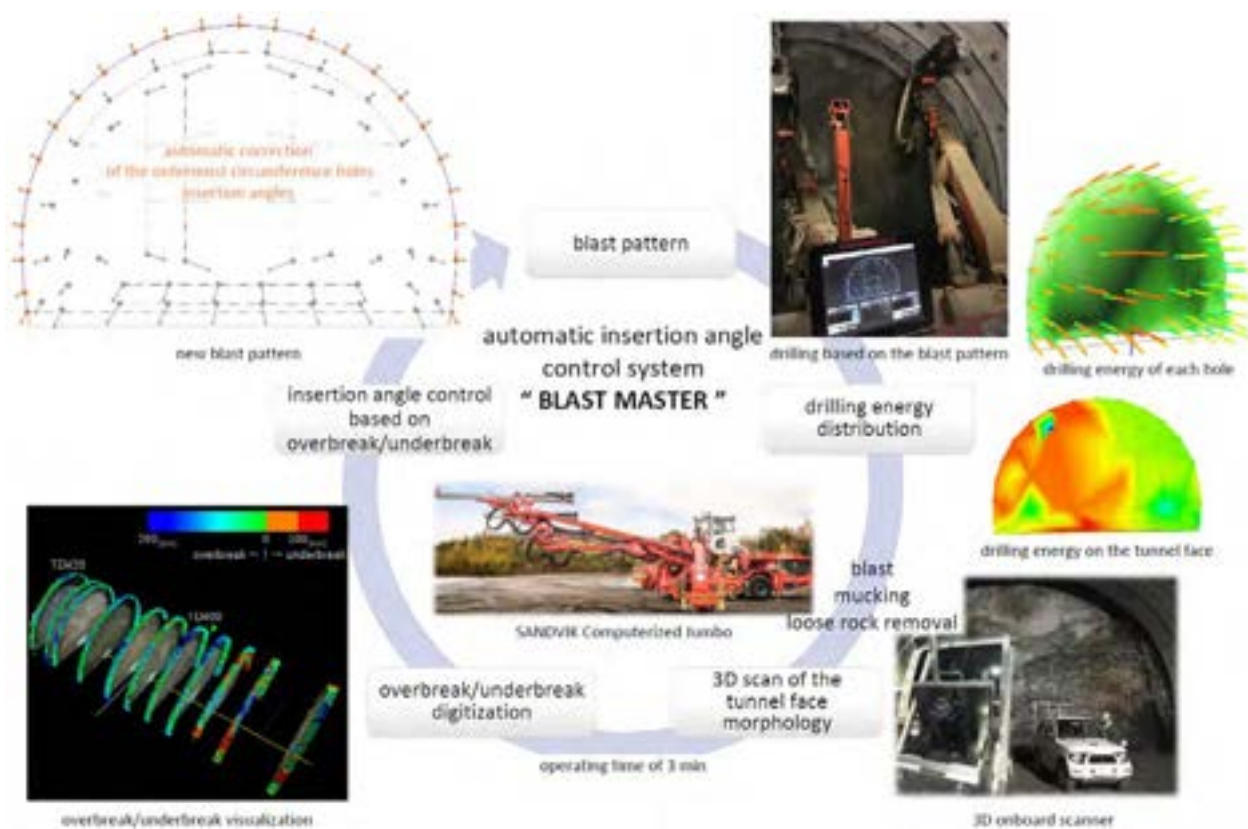 automatic correction
of the outermost circumference holes
insertion angles
new blast pattern
blast pattern
drilling based on the blast pattern
drilling energy of each hole
automatic insertion angle
control system
“ BLAST MASTER ”
insertion angle control
based on
overbreak/underbreak
drilling energy
distribution
drilling energy on the tunnel face
SANDVIK Computerized Jumbo
blast
mucking
loose rock removal
0
overbreak
underbreak
overbreak/underbreak
digitization
3D scan of the
tunnel face
morphology
operating time of 3 min
overbreak/underbreak visualization
3D onboard scanner